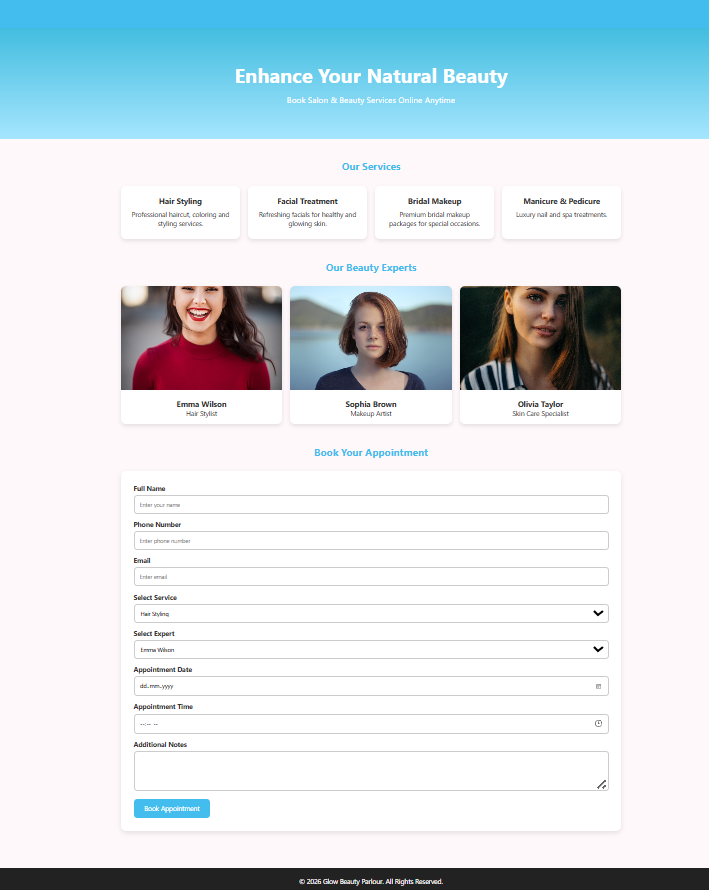 Enhance Your Natural Beauty
Book Salon & Beauty Services Online Anytime
Our Services
Hair Styling
Professional haircut, coloring and
styling services.
Facial Treatment
Refreshing facials for healthy and
glowing skin.
Bridal Makeup
Premium bridal makeup
packages for special occasions.
Manicure & Pedicure
Luxury nail and spa treatments.
Our Beauty Experts
Emma Wilson
Hair Stylist
Sophia Brown
Makeup Artist
Olivia Taylor
Skin Care Specialist
Book Your Appointment
Full Name
Enter your name
Phone Number
Enter phone number
Email
Enter email
Select Service
Hair Styling
Select Expert
Emma Wilson
Appointment Date
dd.mm.yyyy
Appointment Time
--:-- --
Additional Notes
Book Appointment
© 2026 Glow Beauty Parlour. All Rights Reserved.